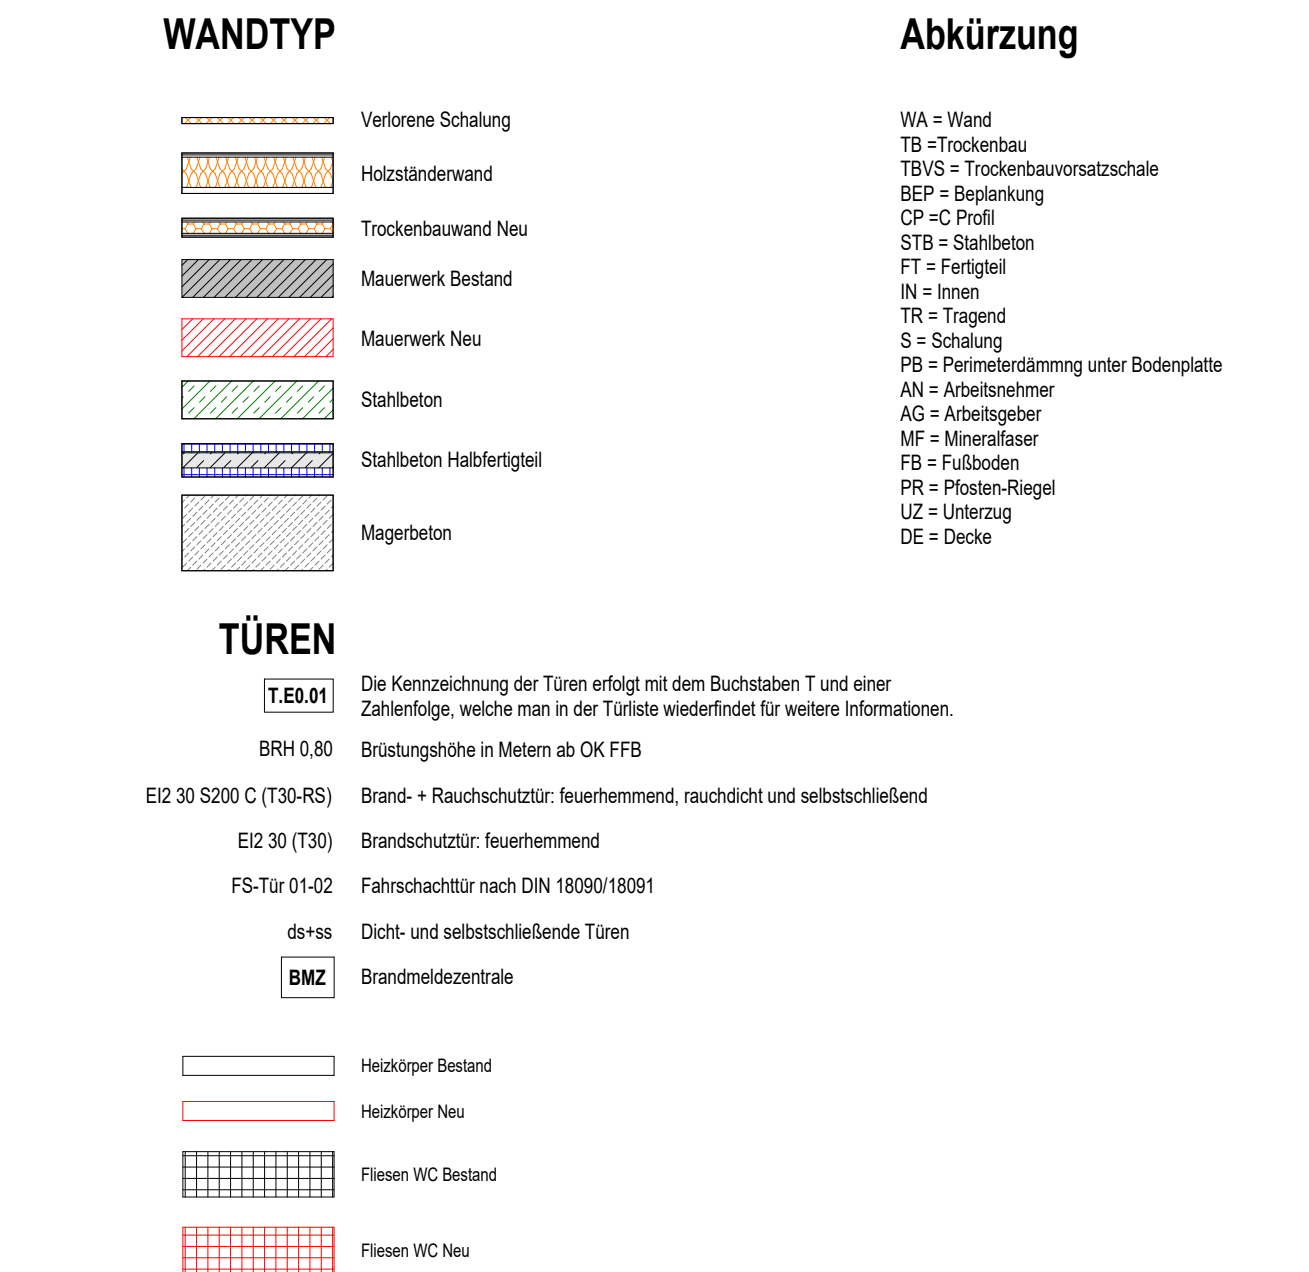 WANDTYP
Verlorene Schalung
Holzständerwand
Trockenbauwand Neu
Mauerwerk Bestand
Mauerwerk Neu
Stahlbeton
Stahlbeton Halbfertigteil
Magerbeton
Abkürzung
WA = Wand
TB =Trockenbau
TBVS = Trockenbauvorsatzschale
BEP = Beplankung
CP =C Profil
STB = Stahlbeton
FT = Fertigteil
IN = Innen
TR = Tragend
S = Schalung
PB = Perimeterdämmng unter Bodenplatte
AN = Arbeitsnehmer
AG = Arbeitsgeber
MF = Mineralfaser
FB = Fußboden
PR = Pfosten-Riegel
UZ = Unterzug
DE = Decke
TÜREN
T.E0.01 Die Kennzeichnung der Türen erfolgt mit dem Buchstaben T und einer
Zahlenfolge, welche man in der Türliste wiederfindet für weitere Informationen.
BRH 0,80 Brüstungshöhe in Metern ab OK FFB
EI2 30 S200 C (T30-RS) Brand- + Rauchschutztür: feuerhemmend, rauchdicht und selbstschließend
EI2 30 (T30) Brandschutztür: feuerhemmend
FS-Tür 01-02 Fahrschachttür nach DIN 18090/18091
ds+ss Dicht- und selbstschließende Türen
BMZ Brandmeldezentrale
Heizkörper Bestand
Heizkörper Neu
Fliesen WC Bestand
Fliesen WC Neu